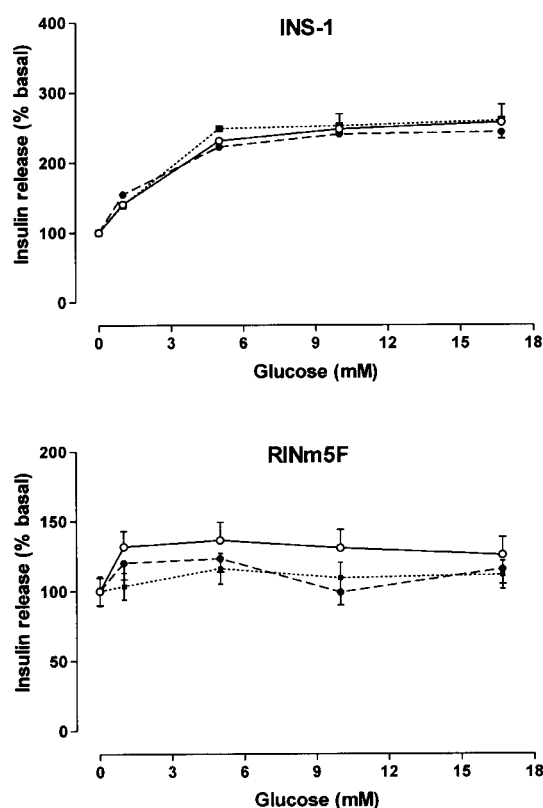 INS-1
400
300
200
100
0
Insulin release (% basal)
0 3 6 9 12 15 18
Glucose (mM)
RINm5F
200
150
100
50
0
Insulin release (% basal)
0 3 6 9 12 15 18
Glucose (mM)